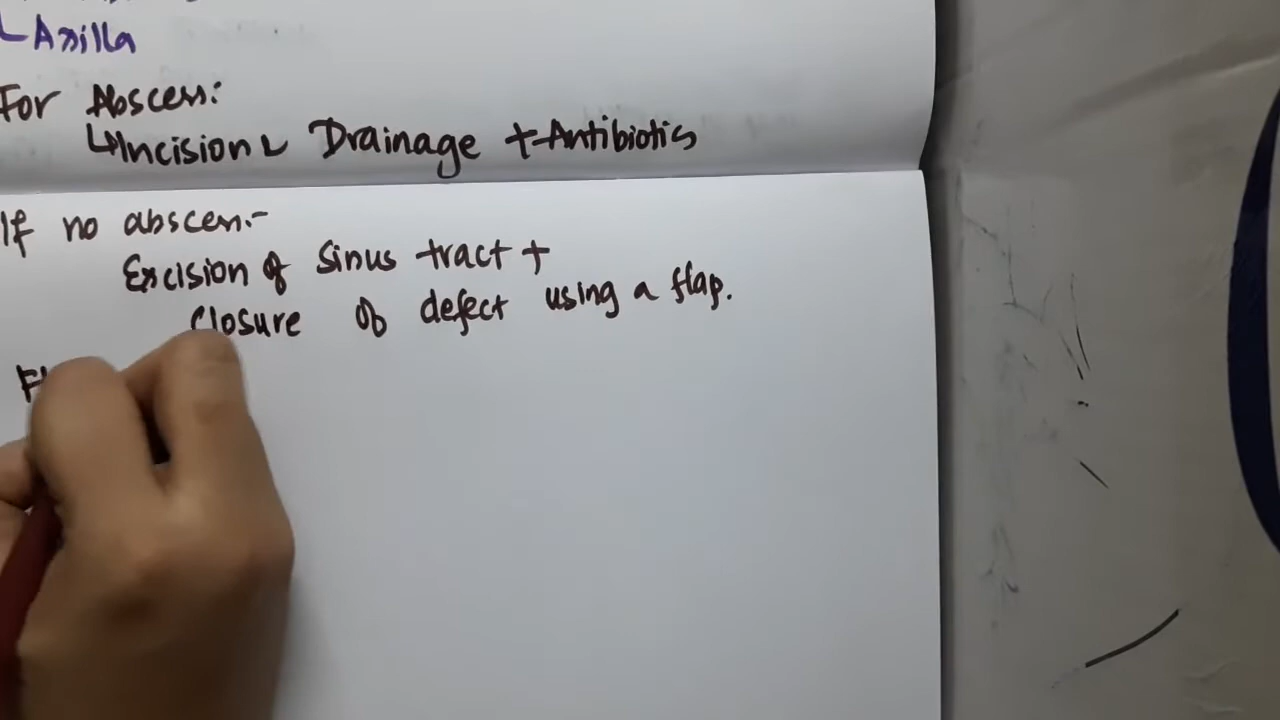 Axilla
For Abscess:
Incision & Drainage + Antibiotics
If no abscess:-
Excision of sinus tract +
Closure of defect using a flap.